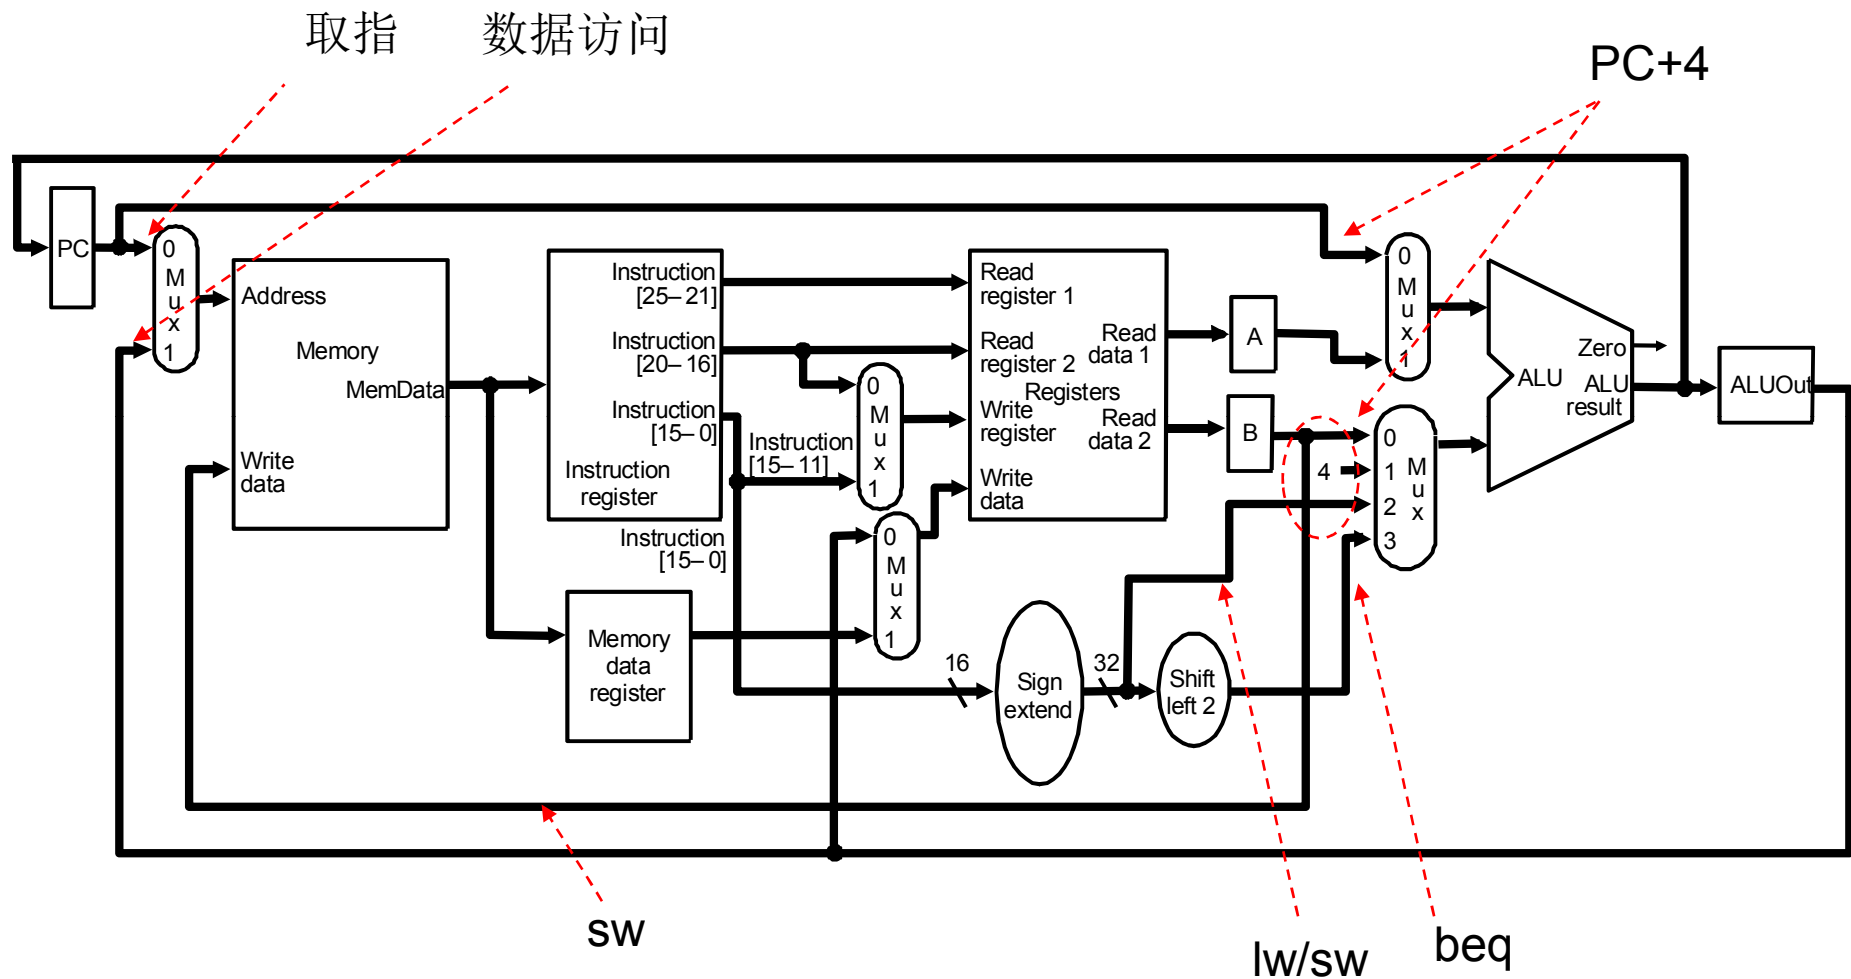 取指
数据访问
PC+4
PC
0
M
u
x
1
Address
Memory
MemData
Write
data
Instruction
[25–21]
Instruction
[20–16]
Instruction
[15–0]
Instruction
register
Instruction
[15–11]
Instruction
[15–0]
0
M
u
x
1
0
M
u
x
1
Memory
data
register
Read
register 1
Read
register 2
Registers
Write
register
Write
data
Read
data 1
Read
data 2
16
Sign
extend
32
Shift
left 2
A
B
4
0
M
u
x
1
0
1
2
3
M
u
x
Zero
ALU
ALU
result
ALUOut
sw
lw/sw
beq